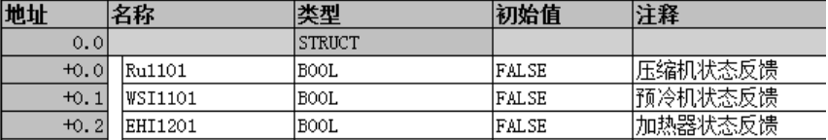 地址 名称 类型 初始值 注释
0.0 STRUCT
+0.0 Ru1101 BOOL FALSE 压缩机状态反馈
+0.1 WSI1101 BOOL FALSE 预冷机状态反馈
+0.2 EHI1201 BOOL FALSE 加热器状态反馈